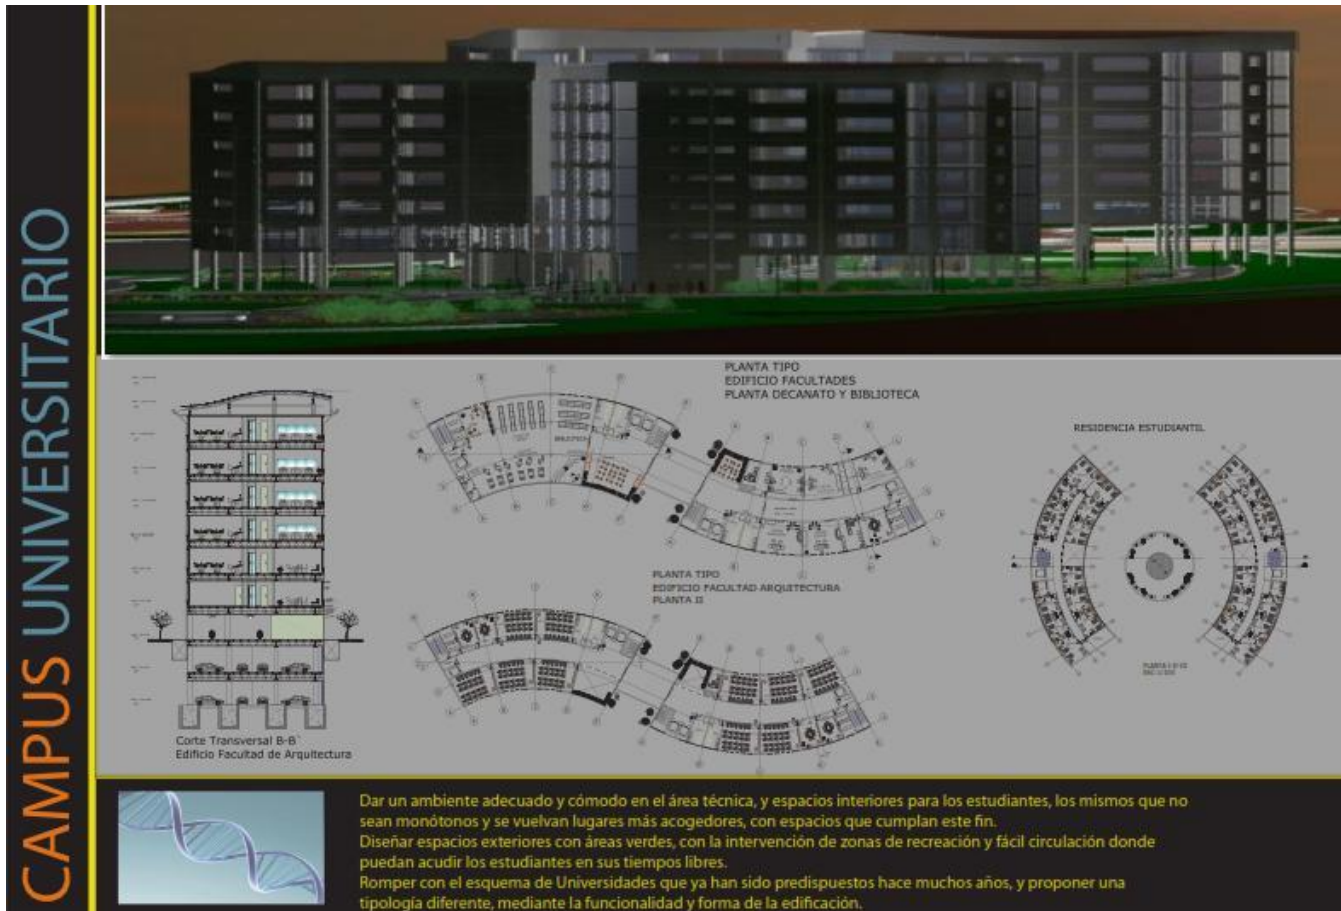 CAMPUS UNIVERSITARIO
PLANTA TIPO
EDIFICIO FACULTADES
PLANTA DECANATO Y BIBLIOTECA
RESIDENCIA ESTUDIANTIL
BIBLIOTECA
PLANTA TIPO
EDIFICIO FACULTAD ARQUITECTURA
PLANTA II
Corte Transversal B-B`
Edificio Facultad de Arquitectura
Dar un ambiente adecuado y cómodo en el área técnica, y espacios interiores para los estudiantes, los mismos que no
sean monótonos y se vuelvan lugares más acogedores, con espacios que cumplan este fin.
Diseñar espacios exteriores con áreas verdes, con la intervención de zonas de recreación y fácil circulación donde
puedan acudir los estudiantes en sus tiempos libres.
Romper con el esquema de Universidades que ya han sido predispuestos hace muchos años, y proponer una
tipología diferente, mediante la funcionalidad y forma de la edificación.